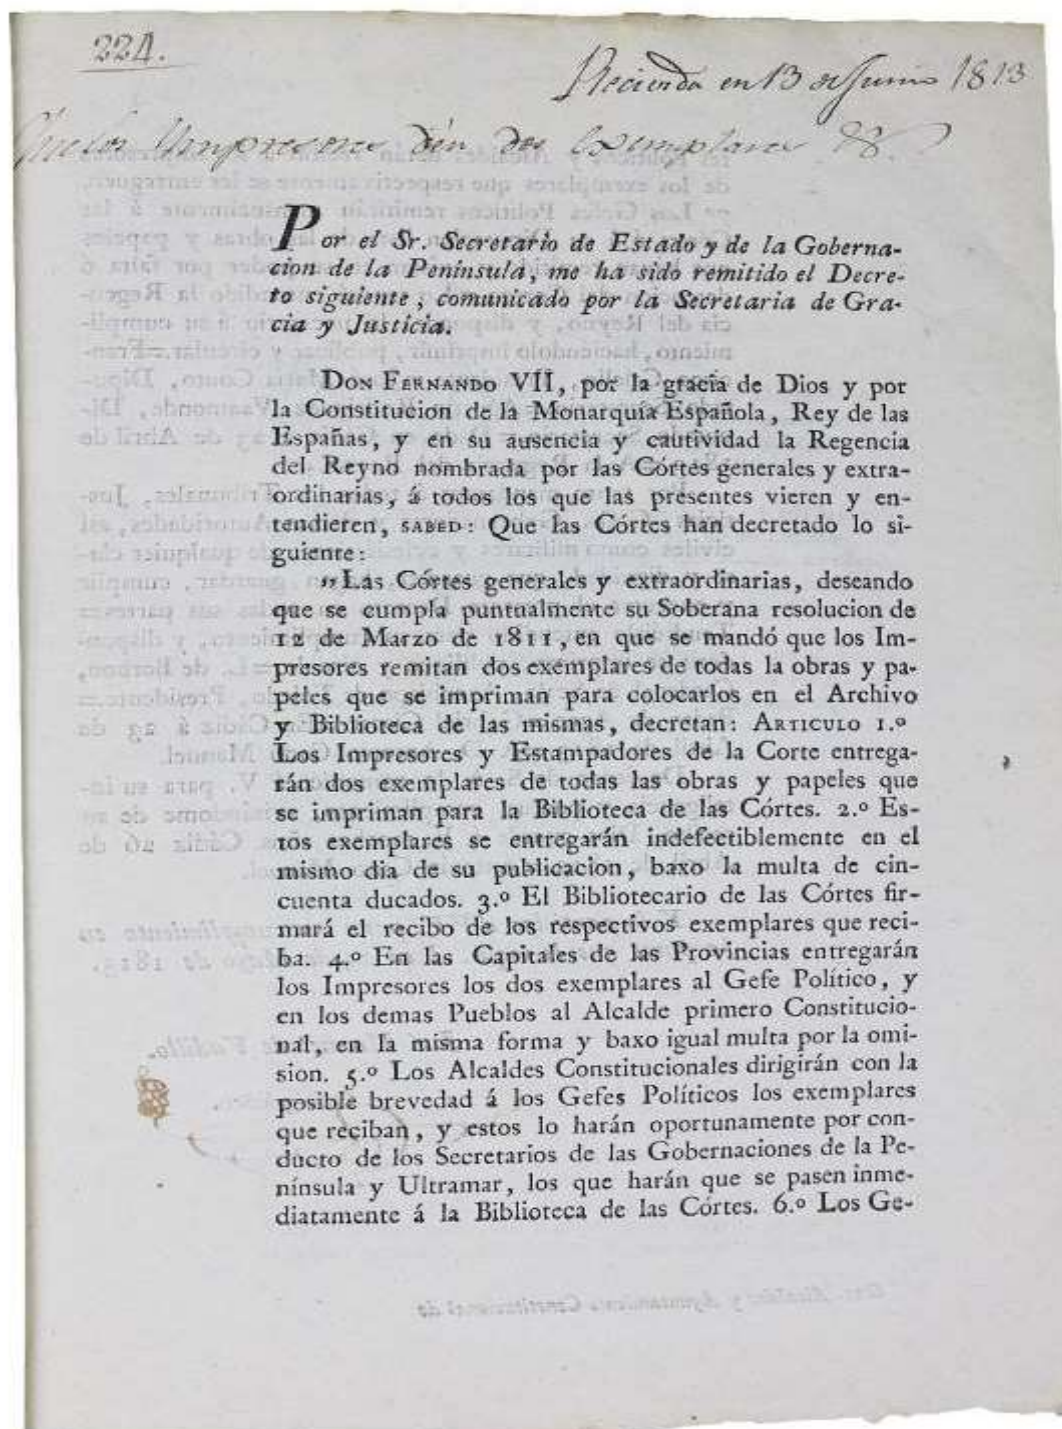 224.
Recivida en 13 de Junio 1813
Que los Ympresores dén dos exemplares &.
Por el Sr. Secretario de Estado y de la Goberna-
cion de la Península, me ha sido remitido el Decre-
to siguiente, comunicado por la Secretaria de Gra-
cia y Justicia.
DON FERNANDO VII, por la gracia de Dios y por
la Constitucion de la Monarquía Española, Rey de las
Españas, y en su ausencia y cautividad la Regencia
del Reyno nombrada por las Córtes generales y extra-
ordinarias, á todos los que las presentes vieren y en-
tendieren, SABED: Que las Córtes han decretado lo si-
guiente:
„Las Córtes generales y extraordinarias, deseando
que se cumpla puntualmente su Soberana resolucion de
12 de Marzo de 1811, en que se mandó que los Im-
presores remitan dos exemplares de todas la obras y pa-
peles que se impriman para colocarlos en el Archivo
y Biblioteca de las mismas, decretan: ARTICULO 1.º
Los Impresores y Estampadores de la Corte entrega-
rán dos exemplares de todas las obras y papeles que
se impriman para la Biblioteca de las Córtes. 2.º Es-
tos exemplares se entregarán indefectiblemente en el
mismo dia de su publicacion, baxo la multa de cin-
cuenta ducados. 3.º El Bibliotecario de las Córtes fir-
mará el recibo de los respectivos exemplares que reci-
ba. 4.º En las Capitales de las Provincias entregarán
los Impresores los dos exemplares al Gefe Político, y
en los demas Pueblos al Alcalde primero Constitucio-
nal, en la misma forma y baxo igual multa por la omi-
sion. 5.º Los Alcaldes Constitucionales dirigirán con la
posible brevedad á los Gefes Políticos los exemplares
que reciban, y estos lo harán oportunamente por con-
ducto de los Secretarios de las Gobernaciones de la Pe-
nínsula y Ultramar, los que harán que se pasen inme-
diatamente á la Biblioteca de las Córtes. 6.º Los Ge-